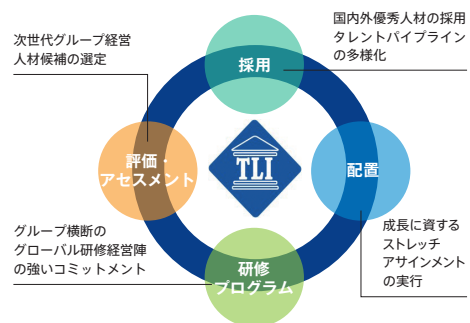 国内外優秀人材の採用
タレントパイプライン
の多様化
次世代グループ経営
人材候補の選定
採用
評価・
アセスメント
TLI
配置
グループ横断の
グローバル研修経営陣
の強いコミットメント
研修
プログラム
成長に資する
ストレッチ
アサインメント
の実行